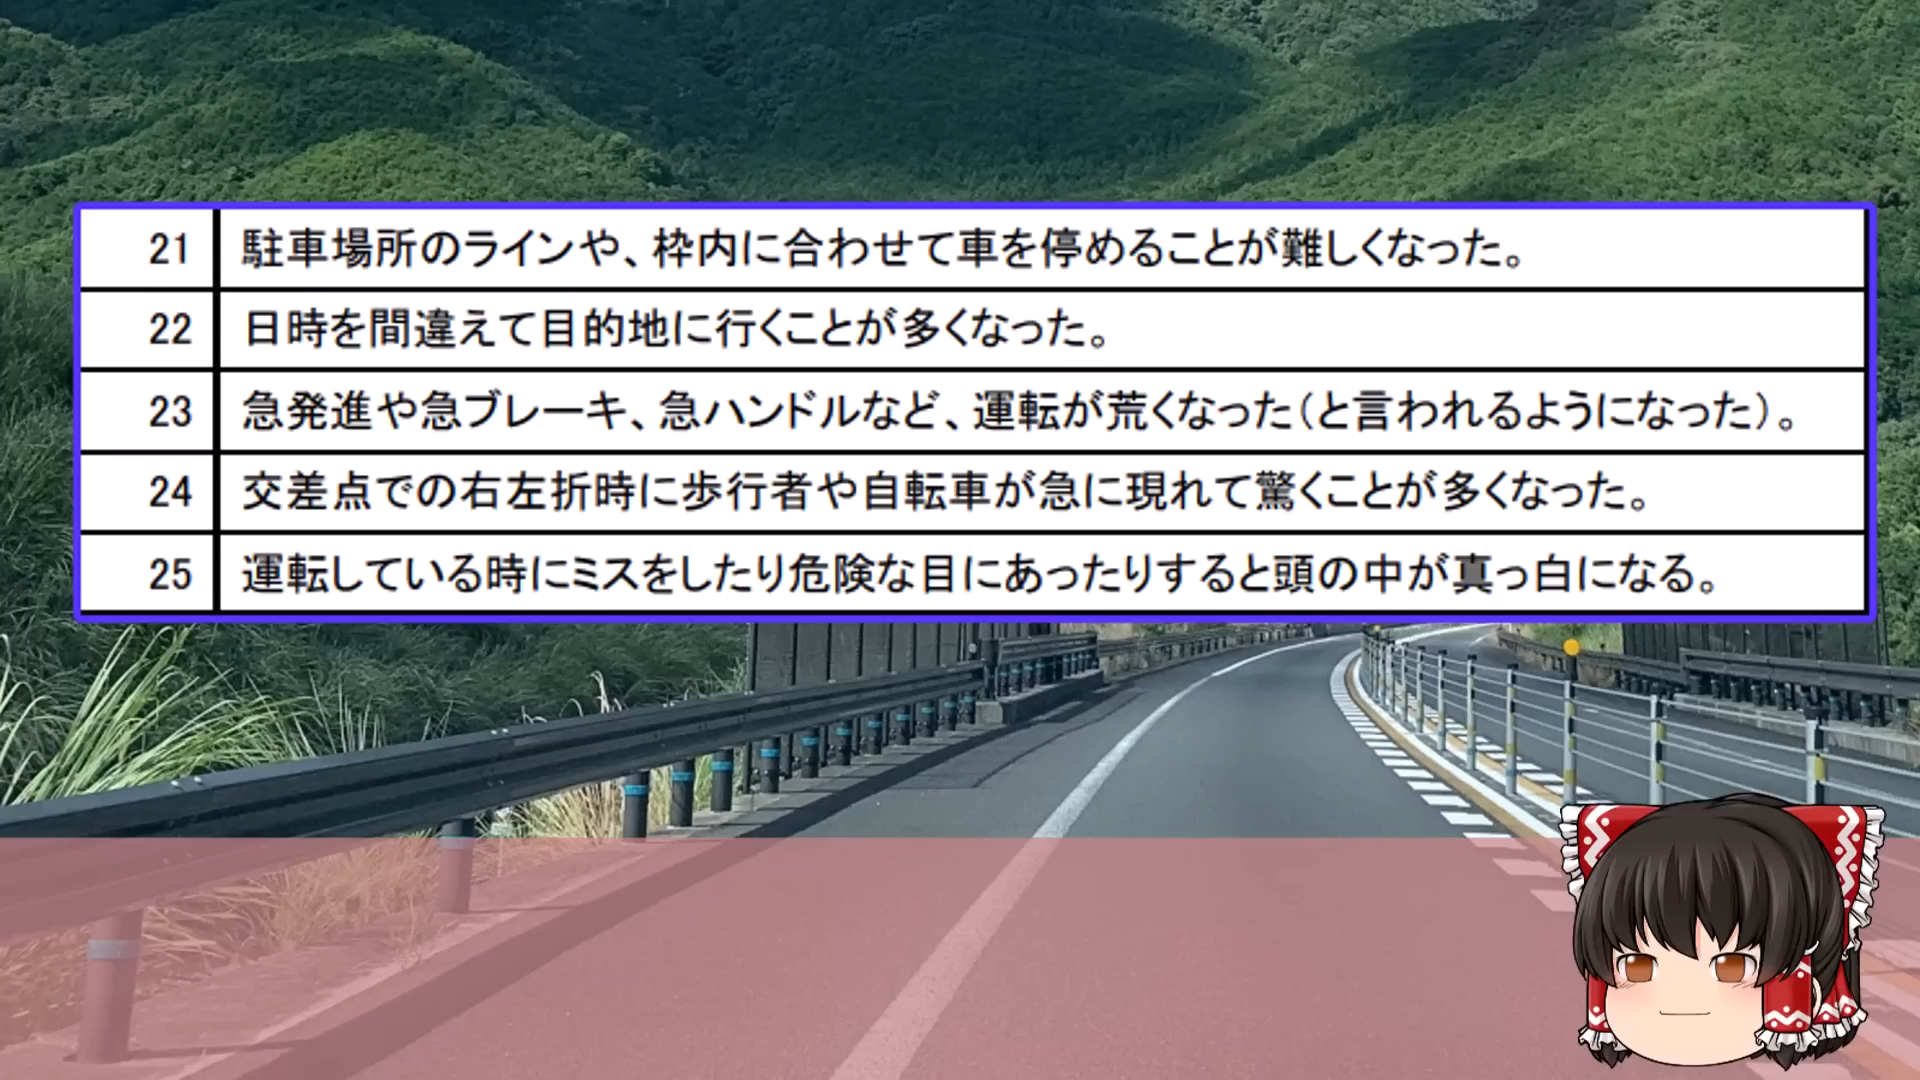 21 駐車場所のラインや、枠内に合わせて車を停めることが難しくなった。
22 日時を間違えて目的地に行くことが多くなった。
23 急発進や急ブレーキ、急ハンドルなど、運転が荒くなった(と言われるようになった)。
24 交差点での右左折時に歩行者や自転車が急に現れて驚くことが多くなった。
25 運転している時にミスをしたり危険な目にあったりすると頭の中が真っ白になる。